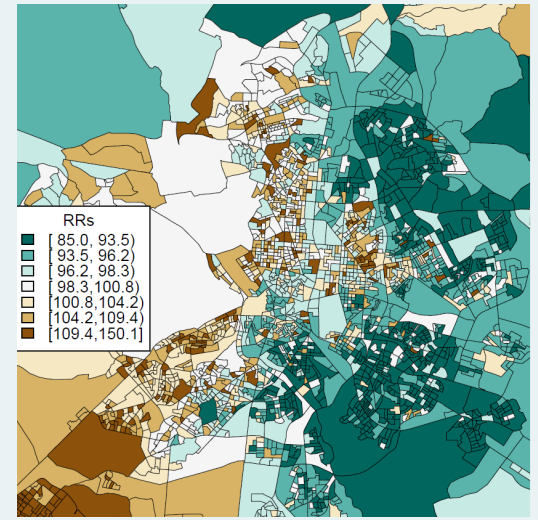 RRs
[ 85.0, 93.5)
[ 93.5, 96.2)
[ 96.2, 98.3)
[ 98.3,100.8)
[100.8,104.2)
[104.2,109.4)
[109.4,150.1]